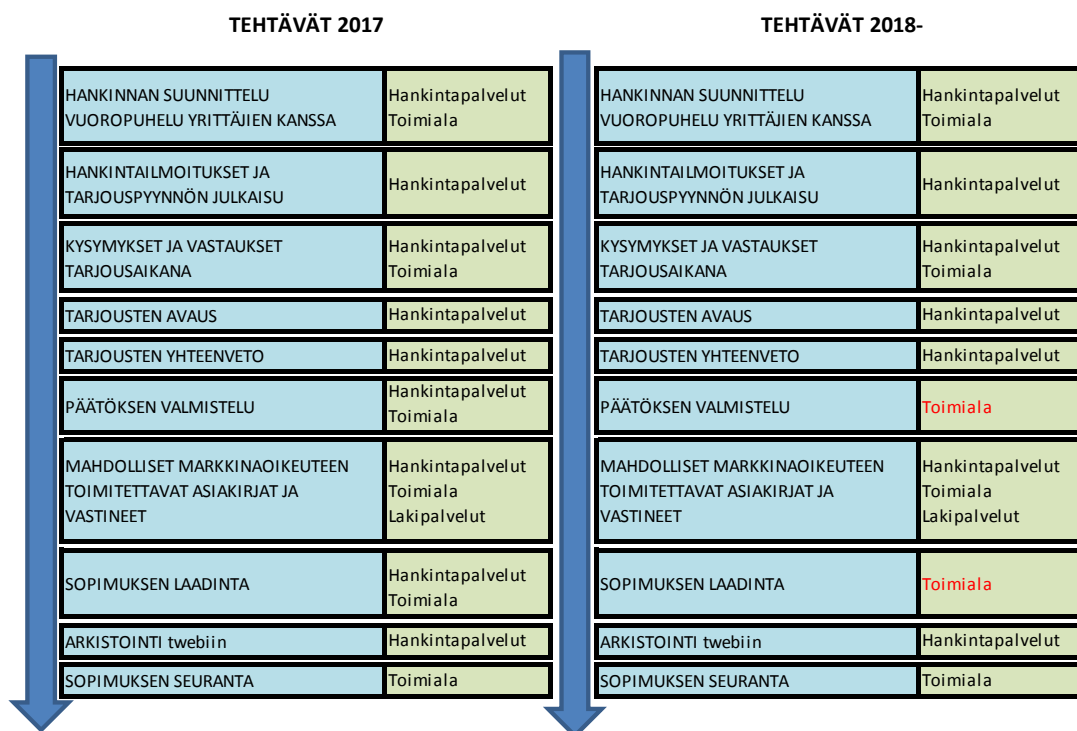 TEHTÄVÄT 2017
HANKINNAN SUUNNITTELU
VUOROPUHELU YRITTÄJIEN KANSSA
Hankintapalvelut
Toimiala
HANKINTAILMOITUKSET JA
TARJOUSPYYNNÖN JULKAISU
Hankintapalvelut
KYSYMYKSET JA VASTAUKSET
TARJOUSAIKANA
Hankintapalvelut
Toimiala
TARJOUSTEN AVAUS
Hankintapalvelut
TARJOUSTEN YHTEENVETO
Hankintapalvelut
PÄÄTÖKSEN VALMISTELU
Hankintapalvelut
Toimiala
MAHDOLLISET MARKKINAOIKEUTEEN
TOIMITETTAVAT ASIAKIRJAT JA
VASTINEET
Hankintapalvelut
Toimiala
Lakipalvelut
SOPIMUKSEN LAADINTA
Hankintapalvelut
Toimiala
ARKISTOINTI twebiin
Hankintapalvelut
SOPIMUKSEN SEURANTA
Toimiala
TEHTÄVÄT 2018-
HANKINNAN SUUNNITTELU
VUOROPUHELU YRITTÄJIEN KANSSA
Hankintapalvelut
Toimiala
HANKINTAILMOITUKSET JA
TARJOUSPYYNNÖN JULKAISU
Hankintapalvelut
KYSYMYKSET JA VASTAUKSET
TARJOUSAIKANA
Hankintapalvelut
Toimiala
TARJOUSTEN AVAUS
Hankintapalvelut
TARJOUSTEN YHTEENVETO
Hankintapalvelut
PÄÄTÖKSEN VALMISTELU
Toimiala
MAHDOLLISET MARKKINAOIKEUTEEN
TOIMITETTAVAT ASIAKIRJAT JA
VASTINEET
Hankintapalvelut
Toimiala
Lakipalvelut
SOPIMUKSEN LAADINTA
Toimiala
ARKISTOINTI twebiin
Hankintapalvelut
SOPIMUKSEN SEURANTA
Toimiala